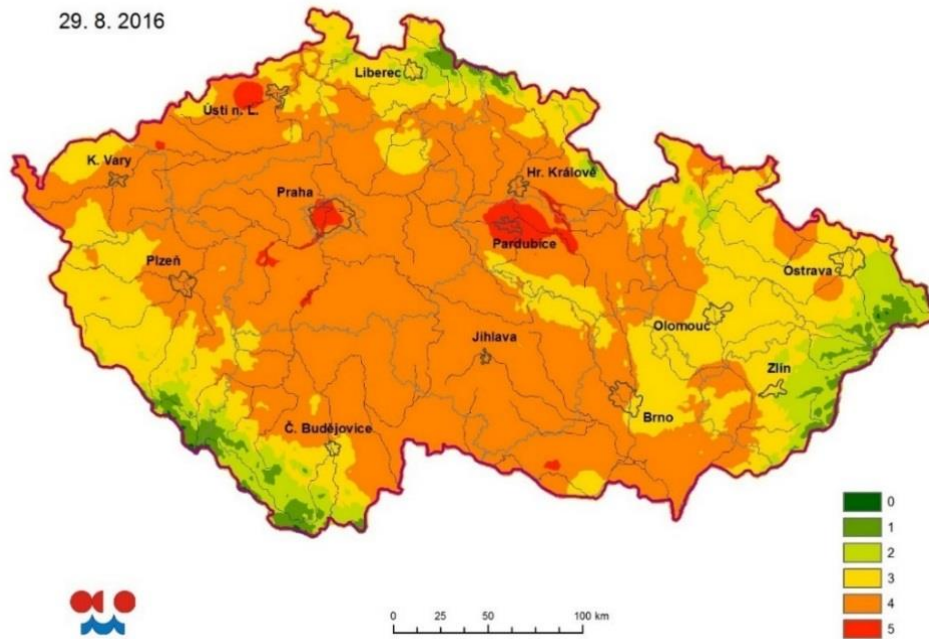 29. 8. 2016
Liberec
Ústí n. L.
K. Vary
Praha
Hr. Králové
Pardubice
Plzeň
Ostrava
Olomouc
Jihlava
Zlín
Brno
Č. Budějovice
0
1
2
3
4
5
0 25 50 100 km